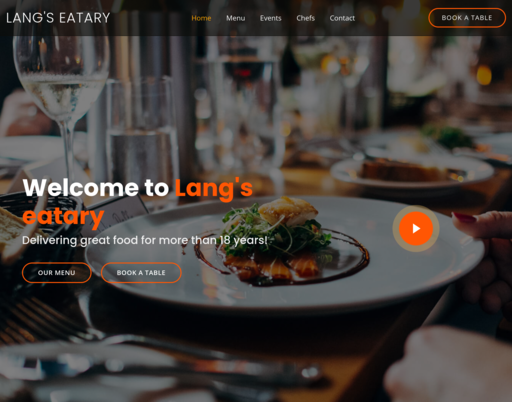 LANG'S EATARY
Home Menu Events Chefs Contact
BOOK A TABLE
Welcome to Lang's
eatary
Delivering great food for more than 18 years!
OUR MENU BOOK A TABLE